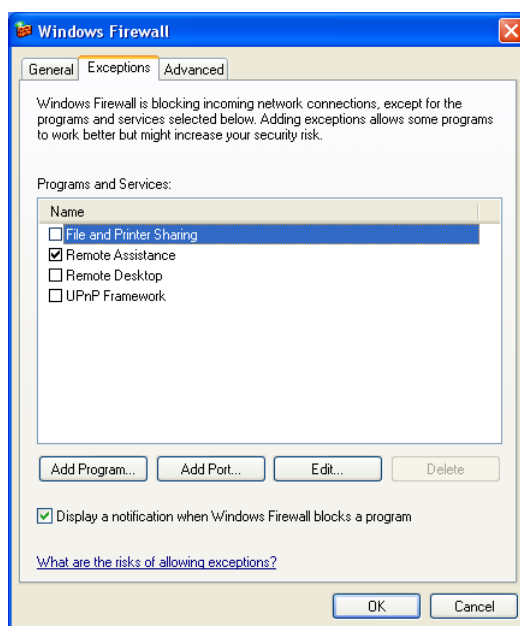 Windows Firewall
General Exceptions Advanced
Windows Firewall is blocking incoming network connections, except for the
programs and services selected below. Adding exceptions allows some programs
to work better but might increase your security risk.
Programs and Services:
Name
File and Printer Sharing
Remote Assistance
Remote Desktop
UPnP Framework
Add Program... Add Port... Edit... Delete
Display a notification when Windows Firewall blocks a program
What are the risks of allowing exceptions?
OK Cancel